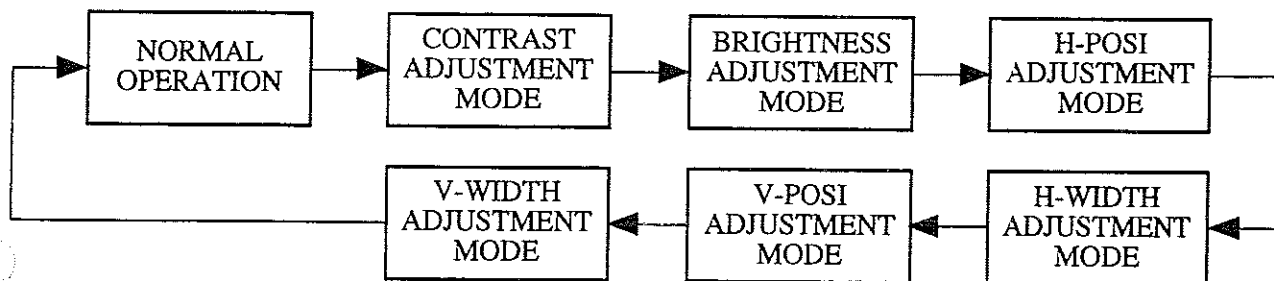 NORMAL
OPERATION
CONTRAST
ADJUSTMENT
MODE
BRIGHTNESS
ADJUSTMENT
MODE
H-POSI
ADJUSTMENT
MODE
V-WIDTH
ADJUSTMENT
MODE
V-POSI
ADJUSTMENT
MODE
H-WIDTH
ADJUSTMENT
MODE